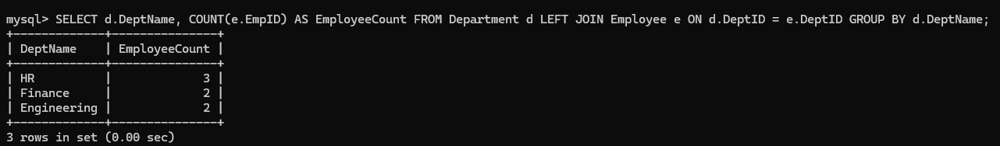 mysql> SELECT d.DeptName, COUNT(e.EmpID) AS EmployeeCount FROM Department d LEFT JOIN Employee e ON d.DeptID = e.DeptID GROUP BY d.DeptName;
+-------------+---------------+
| DeptName    | EmployeeCount |
+-------------+---------------+
| HR          |             3 |
| Finance     |             2 |
| Engineering |             2 |
+-------------+---------------+
3 rows in set (0.00 sec)